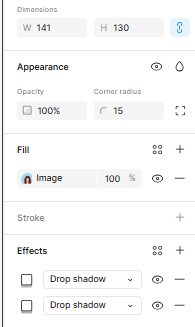 Dimensions
W 141 H 130
Appearance
Opacity Corner radius
100% 15
Fill
Image 100 %
Stroke
Effects
Drop shadow
Drop shadow